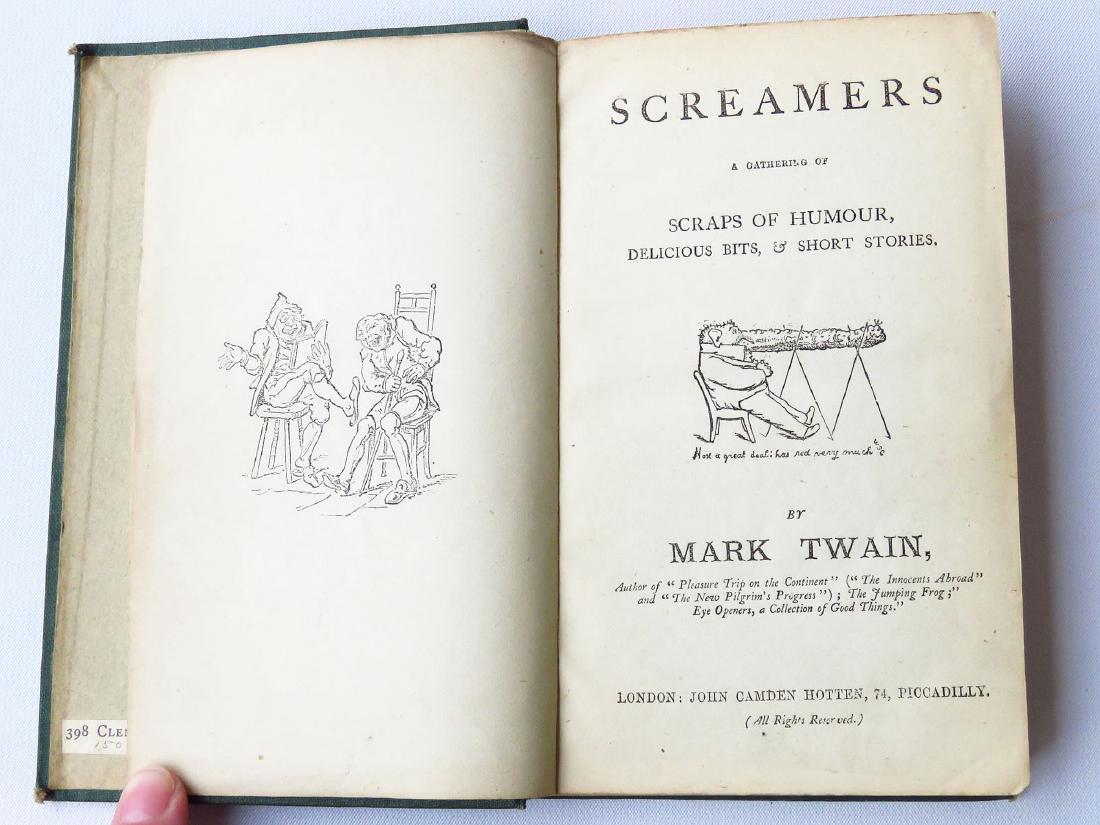 398 CLE
150
SCREAMERS
A GATHERING OF
SCRAPS OF HUMOUR,
DELICIOUS BITS, & SHORT STORIES.
a great deal: has red very much &c
BY
MARK TWAIN,
Author of "Pleasure Trip on the Continent" ("The Innocents Abroad"
and "The New Pilgrim's Progress"); The Jumping Frog;"
Eye Openers, a Collection of Good Things."
LONDON: JOHN CAMDEN HOTTEN, 74, PICCADILLY.
(All Rights Reserved.)